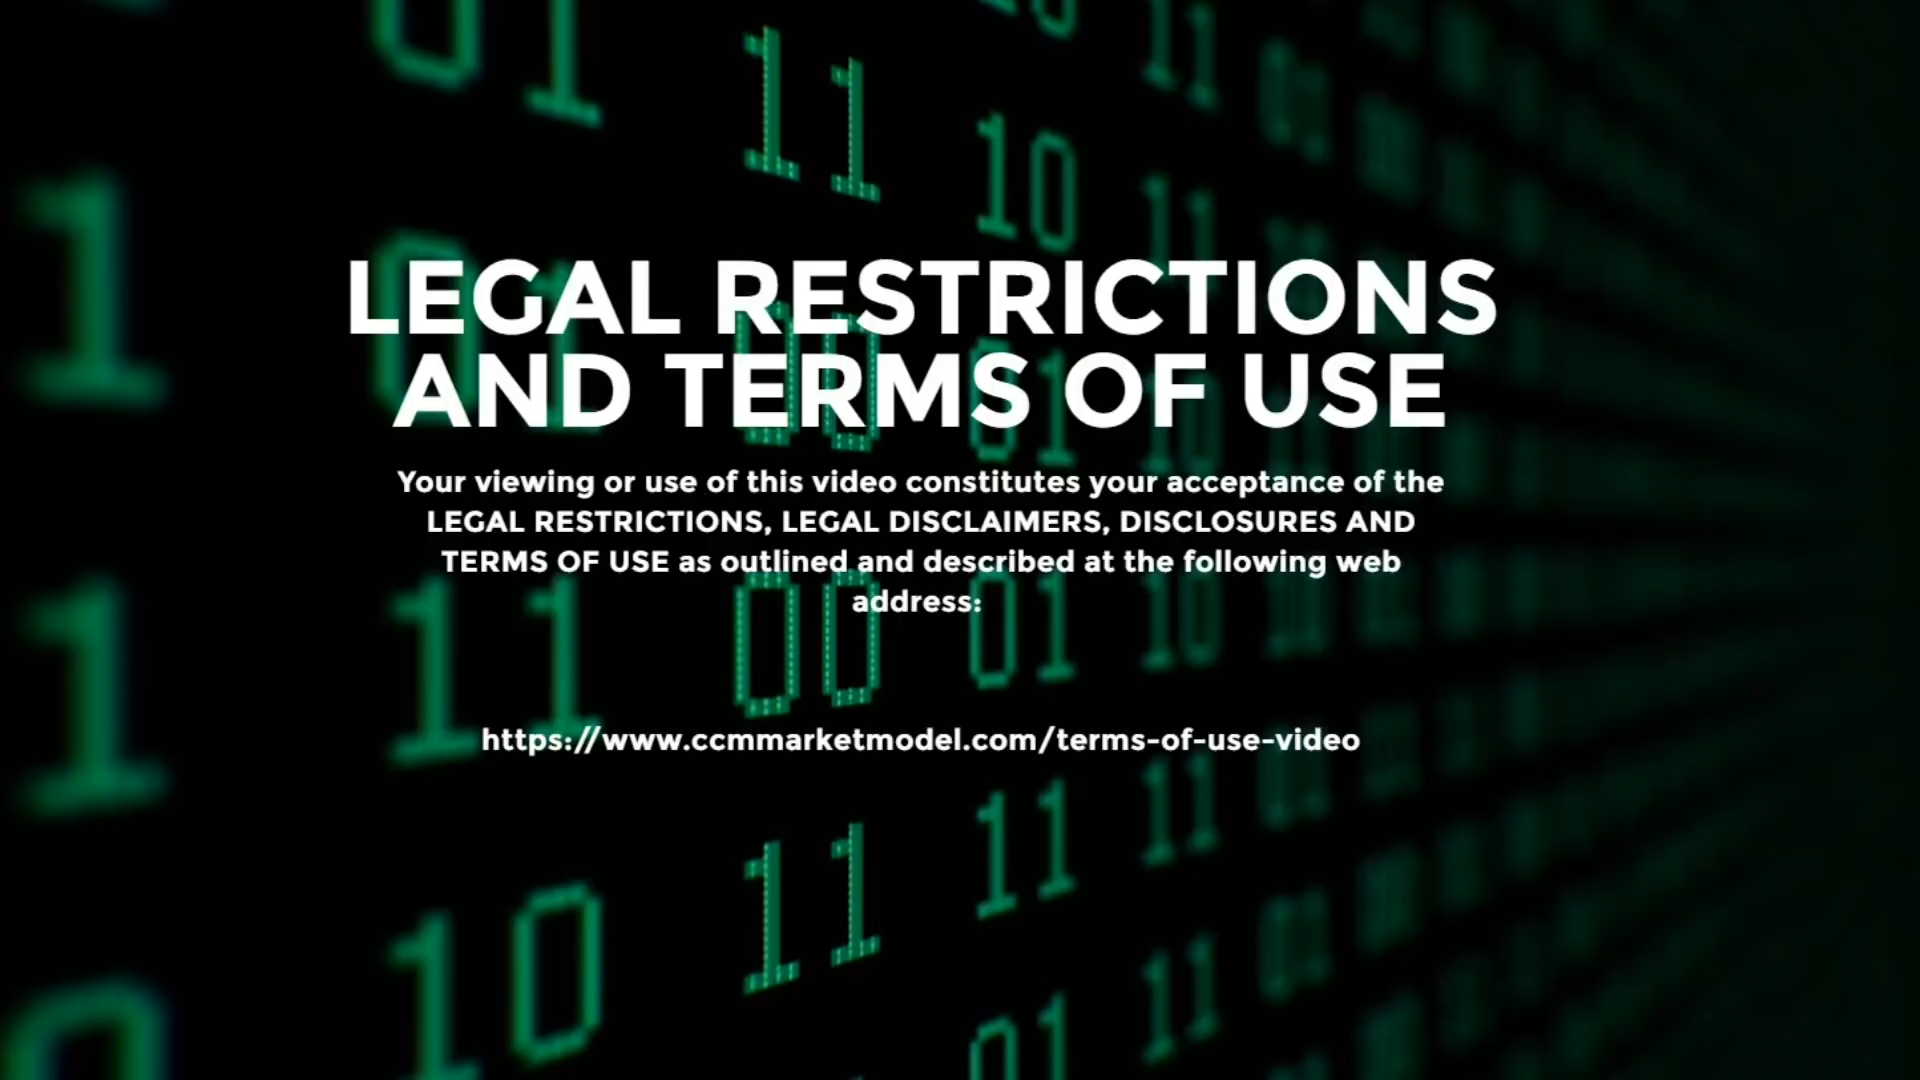 LEGAL RESTRICTIONS
AND TERMS OF USE
Your viewing or use of this video constitutes your acceptance of the
LEGAL RESTRICTIONS, LEGAL DISCLAIMERS, DISCLOSURES AND
TERMS OF USE as outlined and described at the following web
address:
https://www.ccmmarketmodel.com/terms-of-use-video